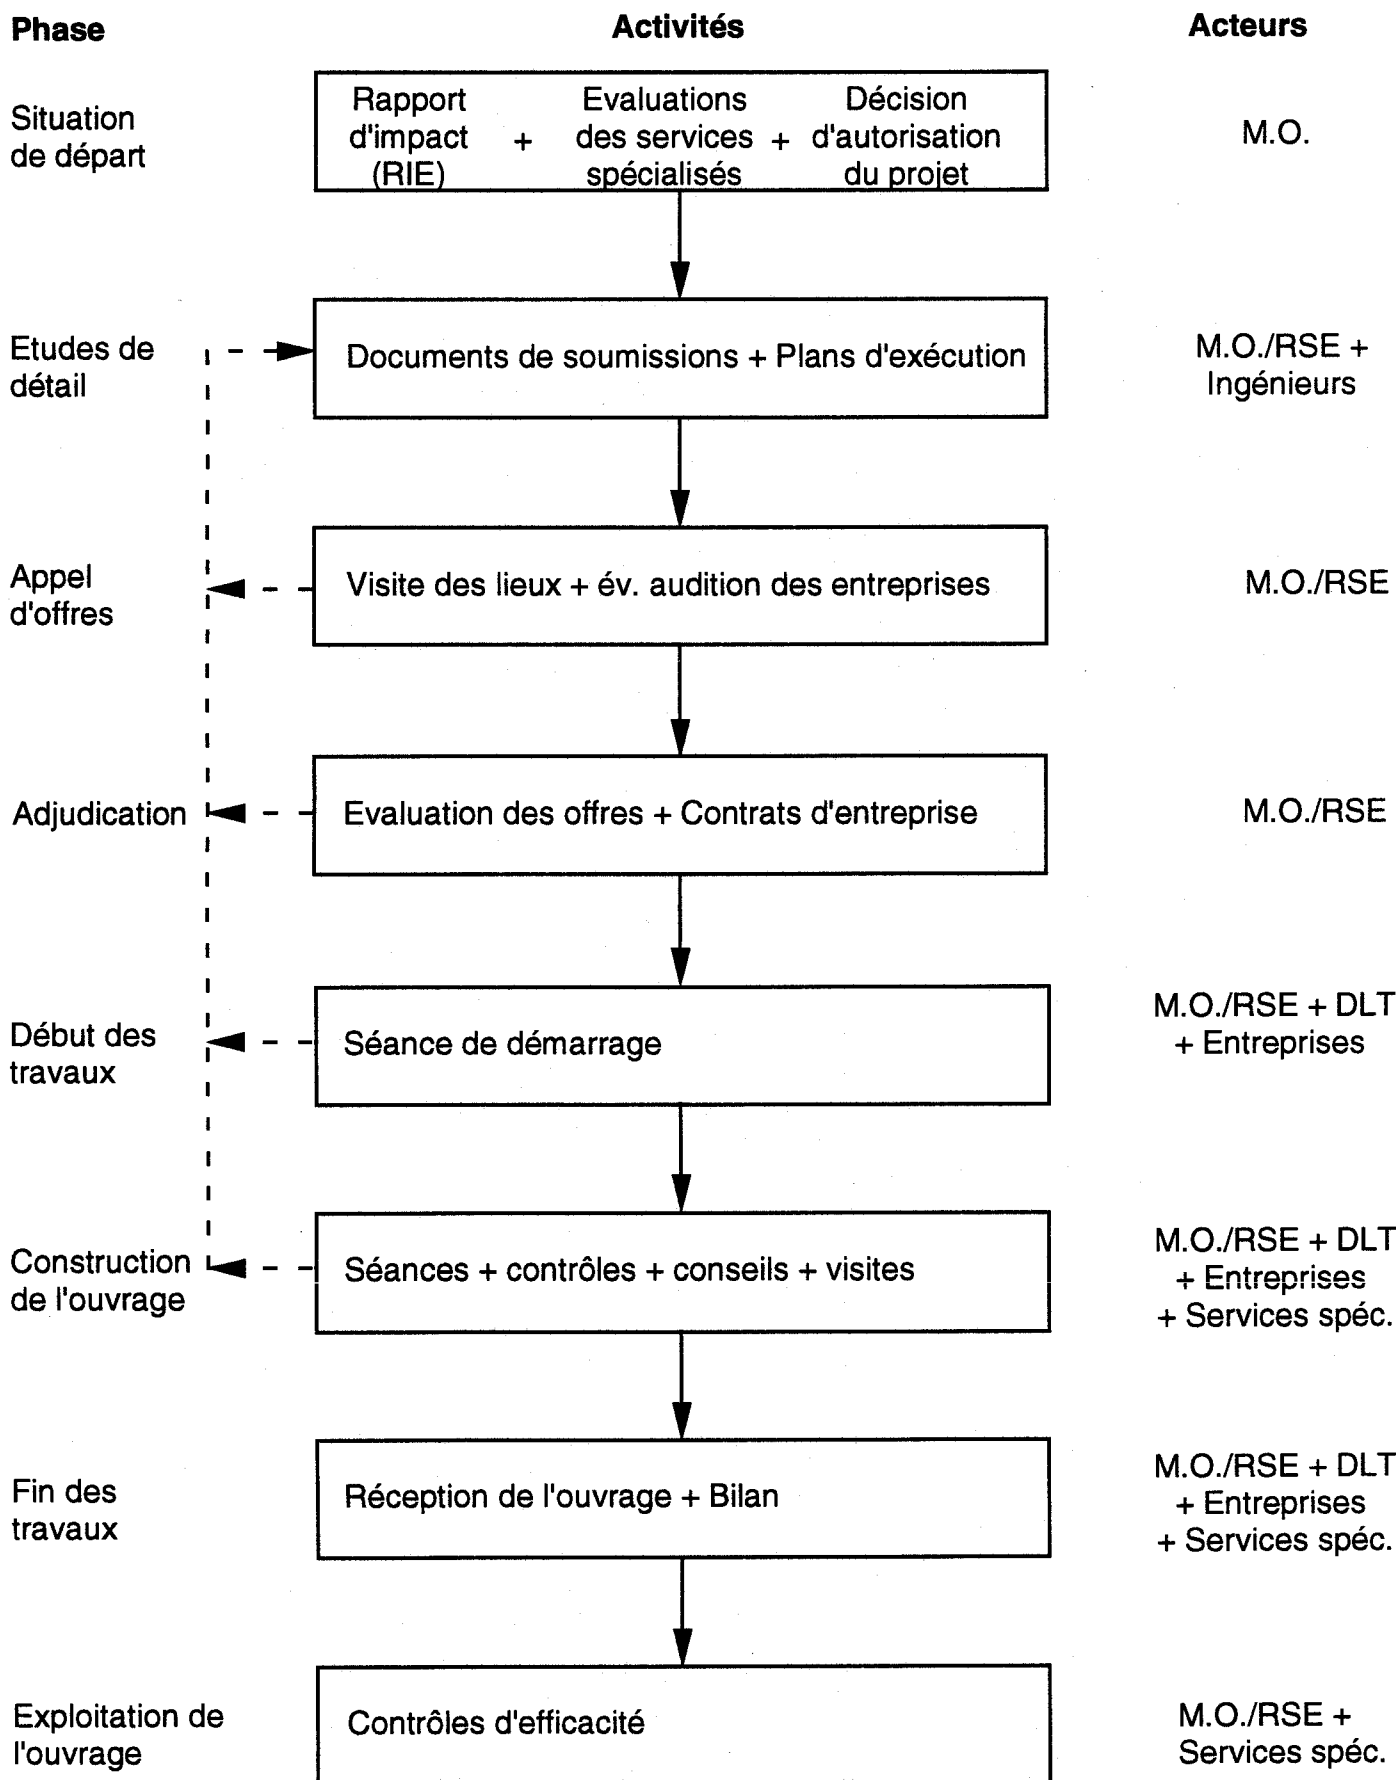 Phase Activités Acteurs
Situation
de départ
Rapport
d'impact
(RIE)
+
Evaluations
des services
spécialisés
+
Décision
d'autorisation
du projet
M.O.
Etudes de
détail
Documents de soumissions + Plans d'exécution
M.O./RSE +
Ingénieurs
Appel
d'offres
Visite des lieux + év. audition des entreprises
M.O./RSE
Adjudication
Evaluation des offres + Contrats d'entreprise
M.O./RSE
Début des
travaux
Séance de démarrage
M.O./RSE + DLT
+ Entreprises
Construction
de l'ouvrage
Séances + contrôles + conseils + visites
M.O./RSE + DLT
+ Entreprises
+ Services spéc.
Fin des
travaux
Réception de l'ouvrage + Bilan
M.O./RSE + DLT
+ Entreprises
+ Services spéc.
Exploitation de
l'ouvrage
Contrôles d'efficacité
M.O./RSE +
Services spéc.